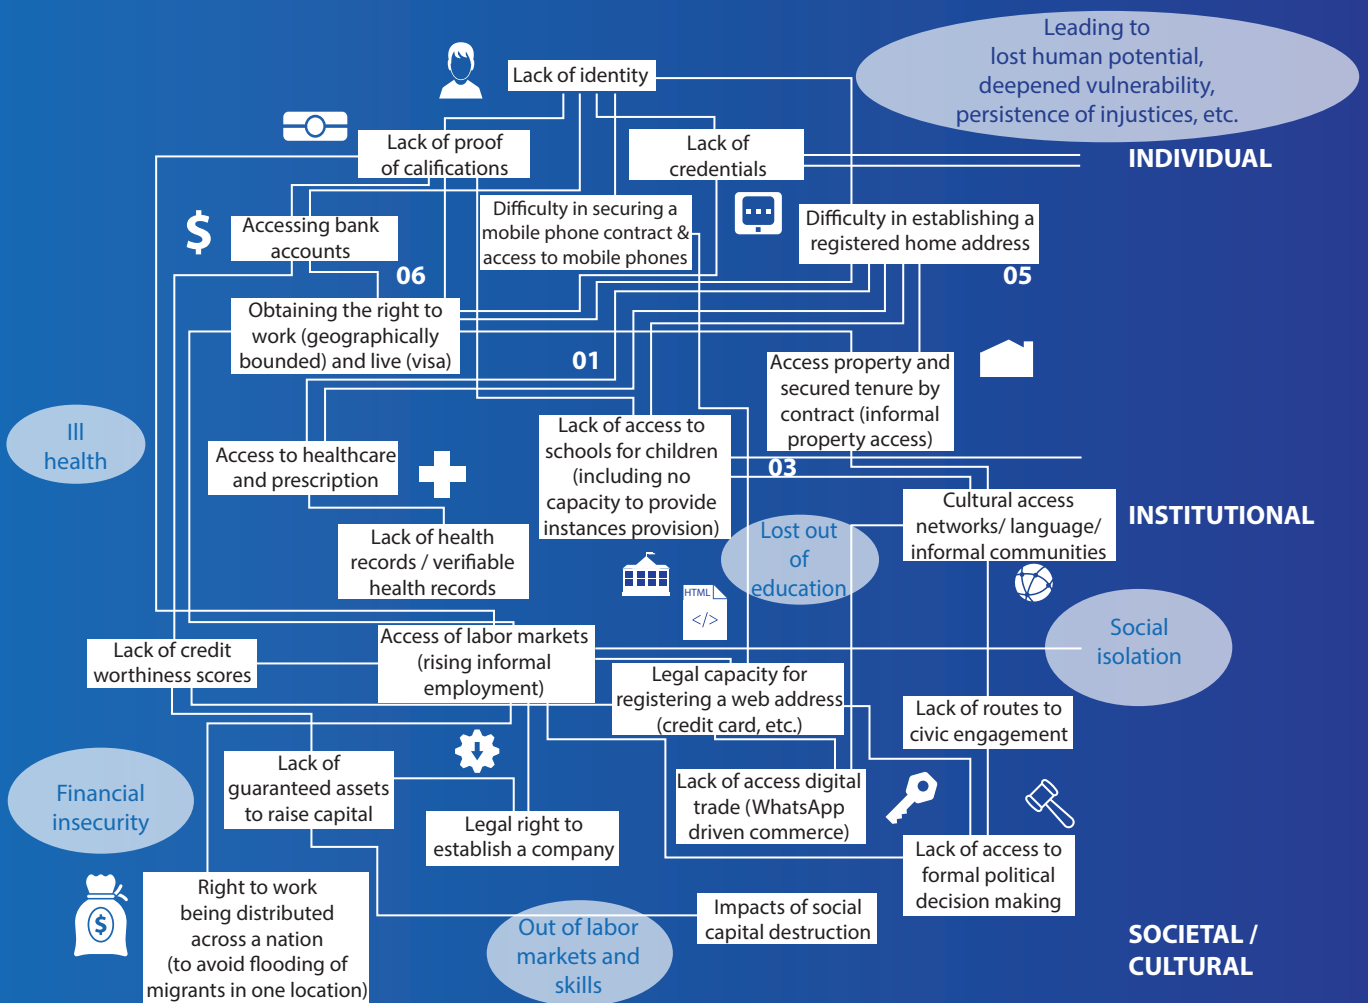 Leading to
lost human potential,
deepened vulnerability,
persistence of injustices, etc.
Lack of identity
Lack of proof
of califications
Lack of
credentials
INDIVIDUAL
$
Accessing bank
accounts
Difficulty in securing a
mobile phone contract &
access to mobile phones
Difficulty in establishing a
registered home address
06
05
Obtaining the right to
work (geographically
bounded) and live (visa)
01
Access property and
secured tenure by
contract (informal
property access)
Ill
health
Access to healthcare
and prescription
Lack of access to
schools for children
(including no
capacity to provide
instances provision)
03
Cultural access
networks/ language/
informal communities
INSTITUTIONAL
Lack of health
records / verifiable
health records
Lost out
of
education
HTML
</>
Social
isolation
Lack of credit
worthiness scores
Access of labor markets
(rising informal
employment)
Legal capacity for
registering a web address
(credit card, etc.)
Lack of routes to
civic engagement
Financial
insecurity
Lack of
guaranteed assets
to raise capital
Legal right to
establish a company
Lack of access digital
trade (WhatsApp
driven commerce)
Lack of access to
formal political
decision making
$
Right to work
being distributed
across a nation
(to avoid flooding of
migrants in one location)
Out of labor
markets and
skills
Impacts of social
capital destruction
SOCIETAL /
CULTURAL